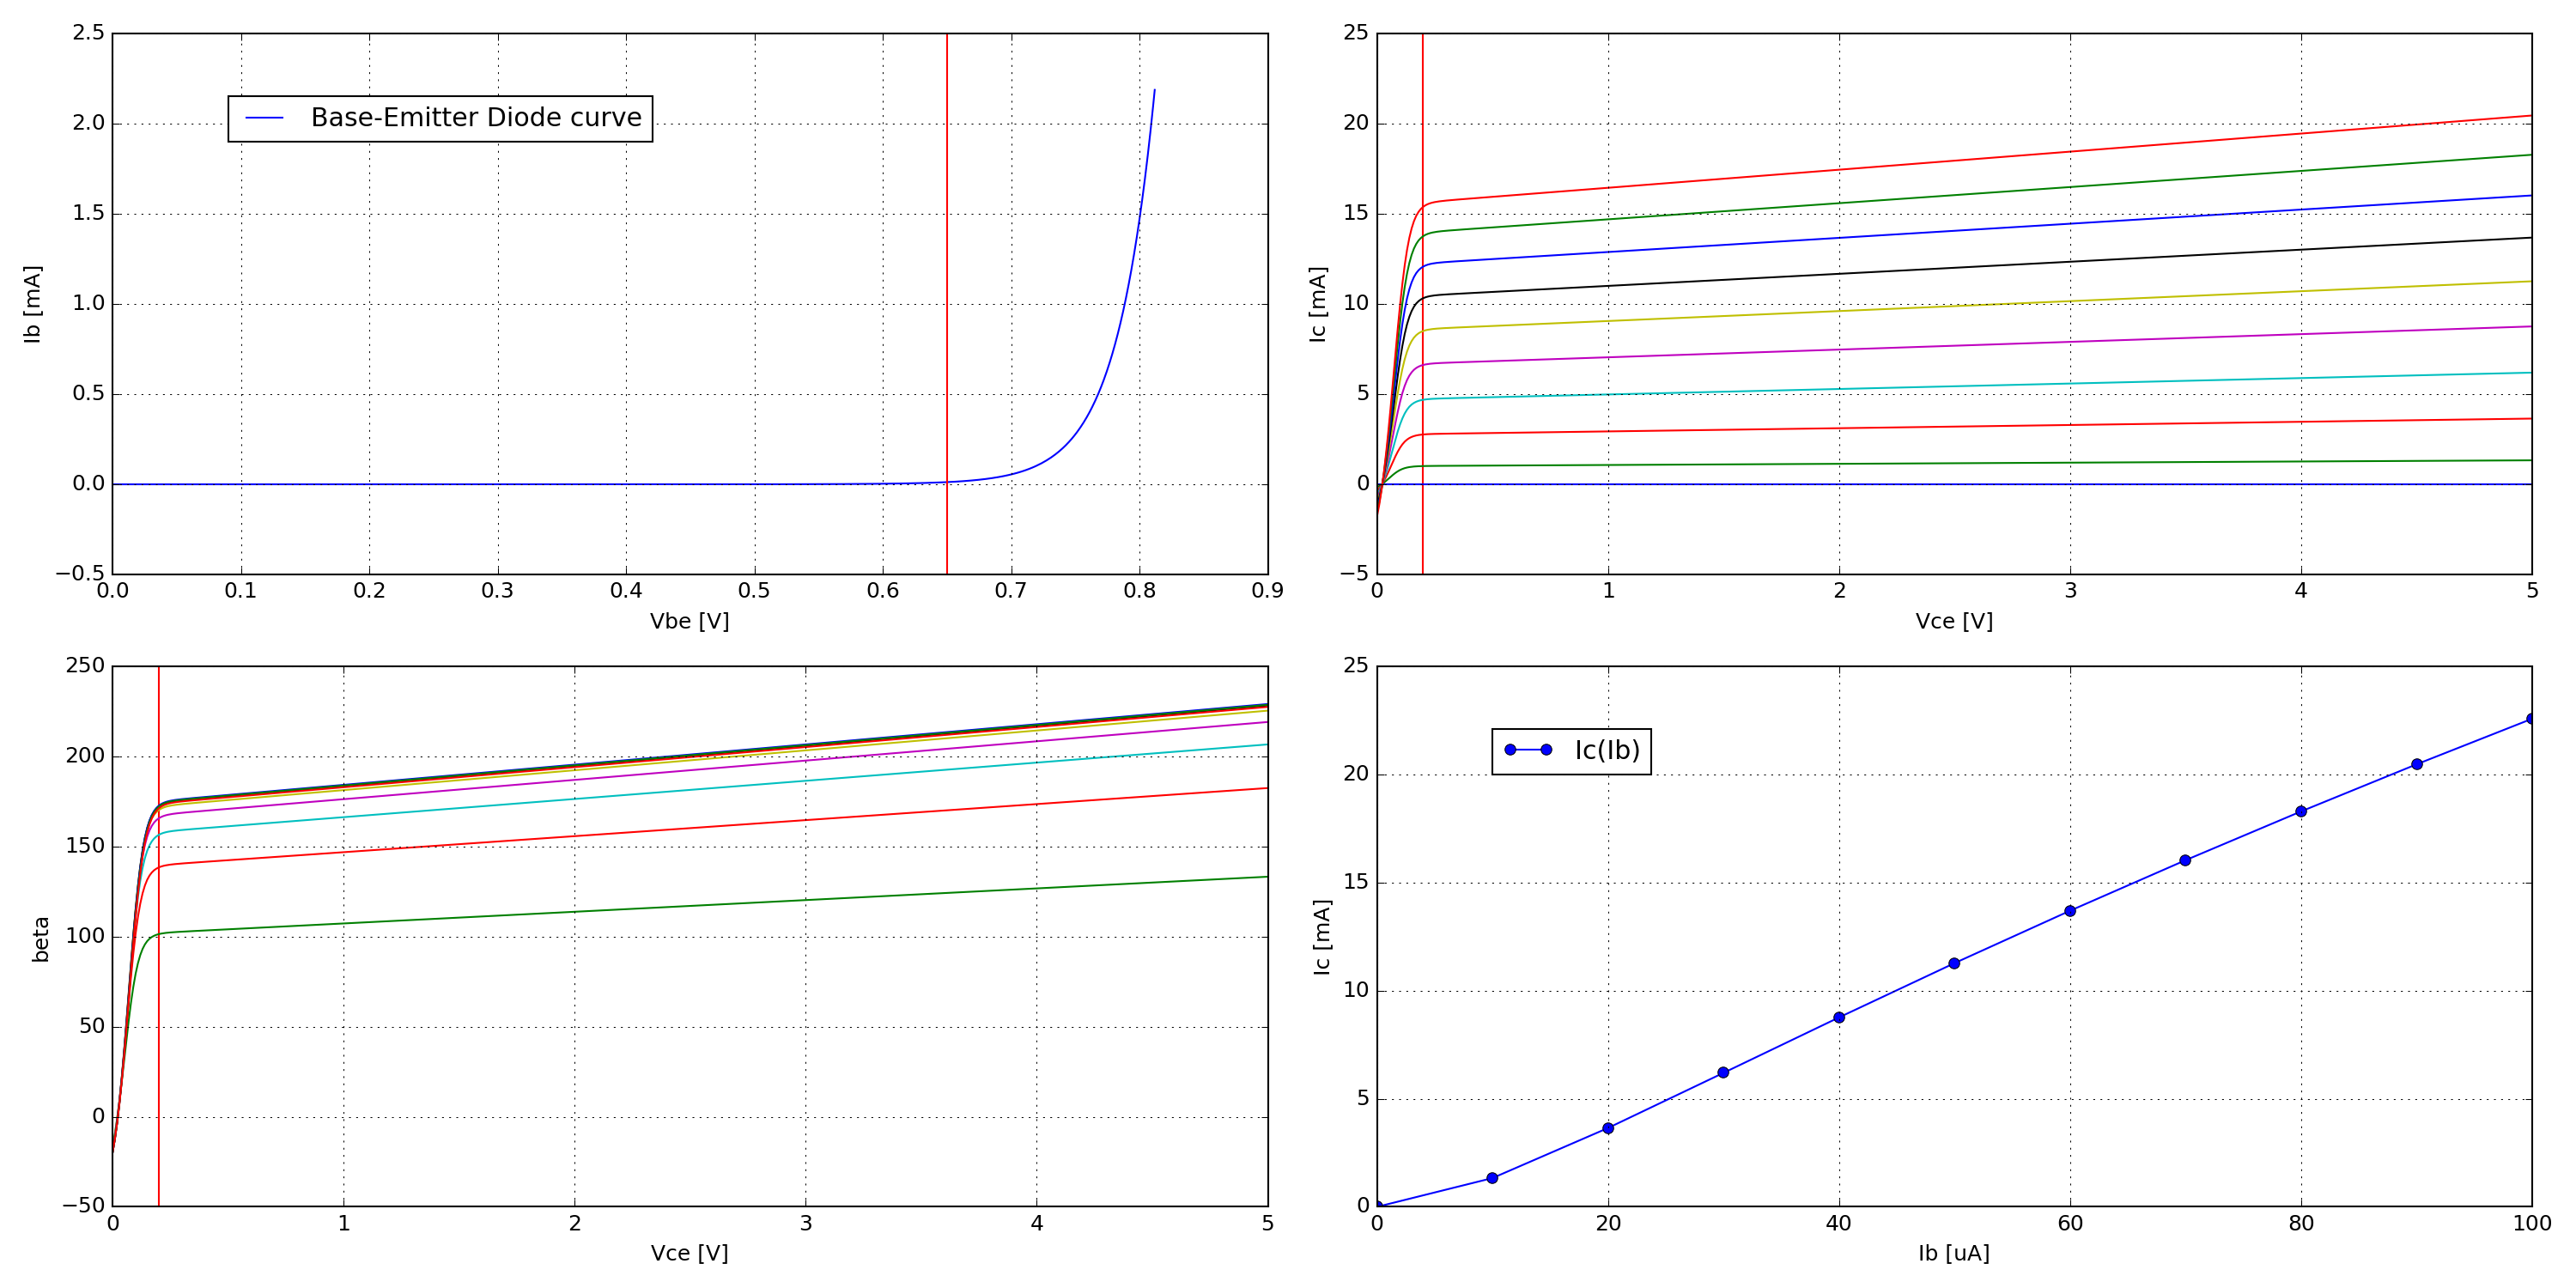 2.5
2.0
1.5
1.0
0.5
0.0
−0.5
Ib [mA]
Base-Emitter Diode curve
0.0 0.1 0.2 0.3 0.4 0.5 0.6 0.7 0.8 0.9
Vbe [V]
25
20
15
10
5
0
−5
Ic [mA]
0 1 2 3 4 5
Vce [V]
250
200
150
100
50
0
−50
beta
0 1 2 3 4 5
Vce [V]
25
20
15
10
5
0
Ic [mA]
Ic(Ib)
0 20 40 60 80 100
Ib [uA]